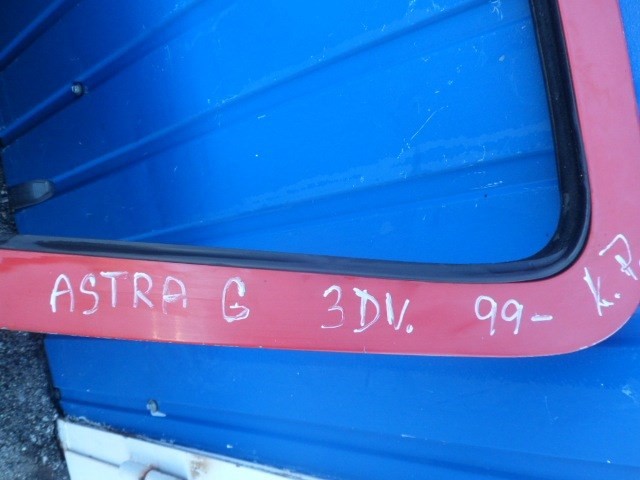 ASTRA G 3DV. 99- K.P.